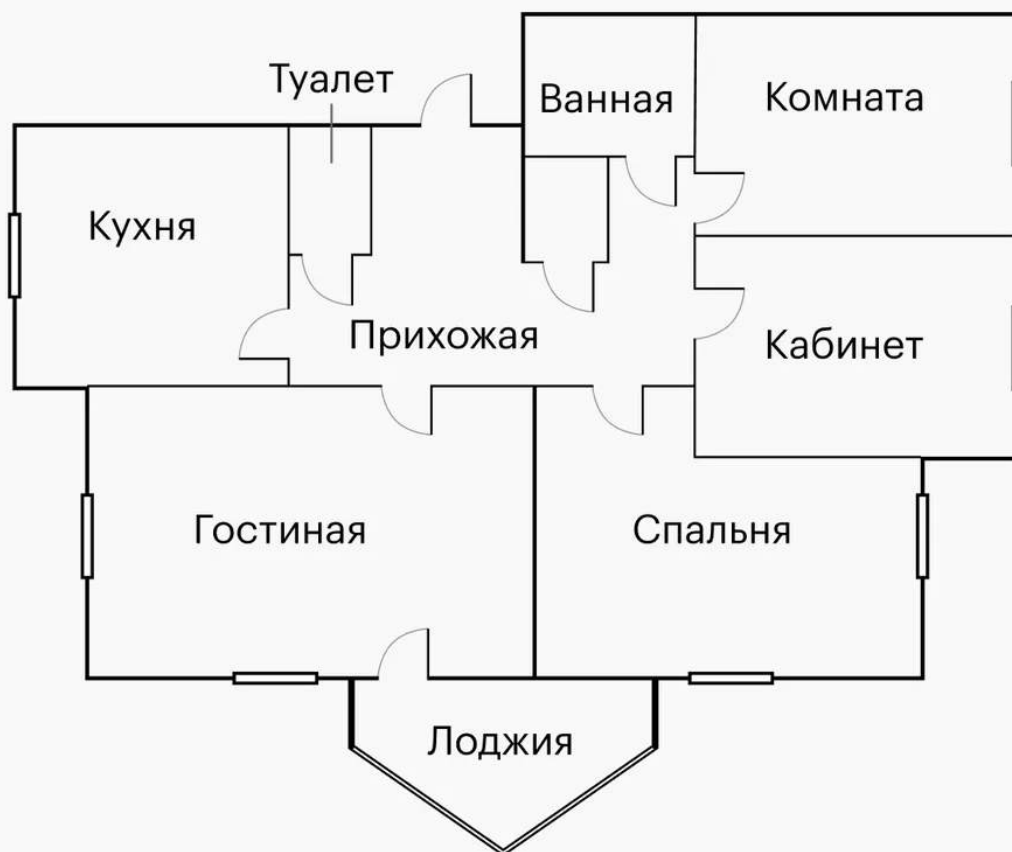 Туалет
Ванная
Комната
Кухня
Прихожая
Кабинет
Гостиная
Спальня
Лоджия